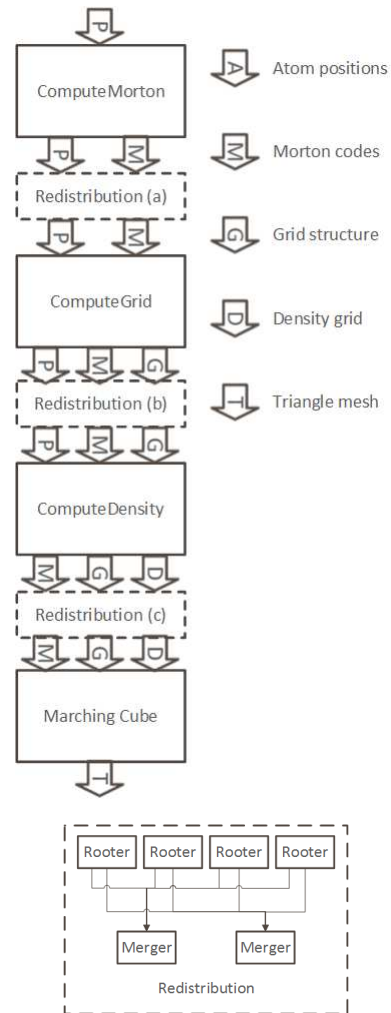 P
ComputeMorton
P M
Redistribution (a)
P M
ComputeGrid
P M G
Redistribution (b)
P M G
ComputeDensity
M G D
Redistribution (c)
M G D
Marching Cube
T
A Atom positions
M Morton codes
G Grid structure
D Density grid
T Triangle mesh
Rooter Rooter Rooter Rooter
Merger Merger
Redistribution